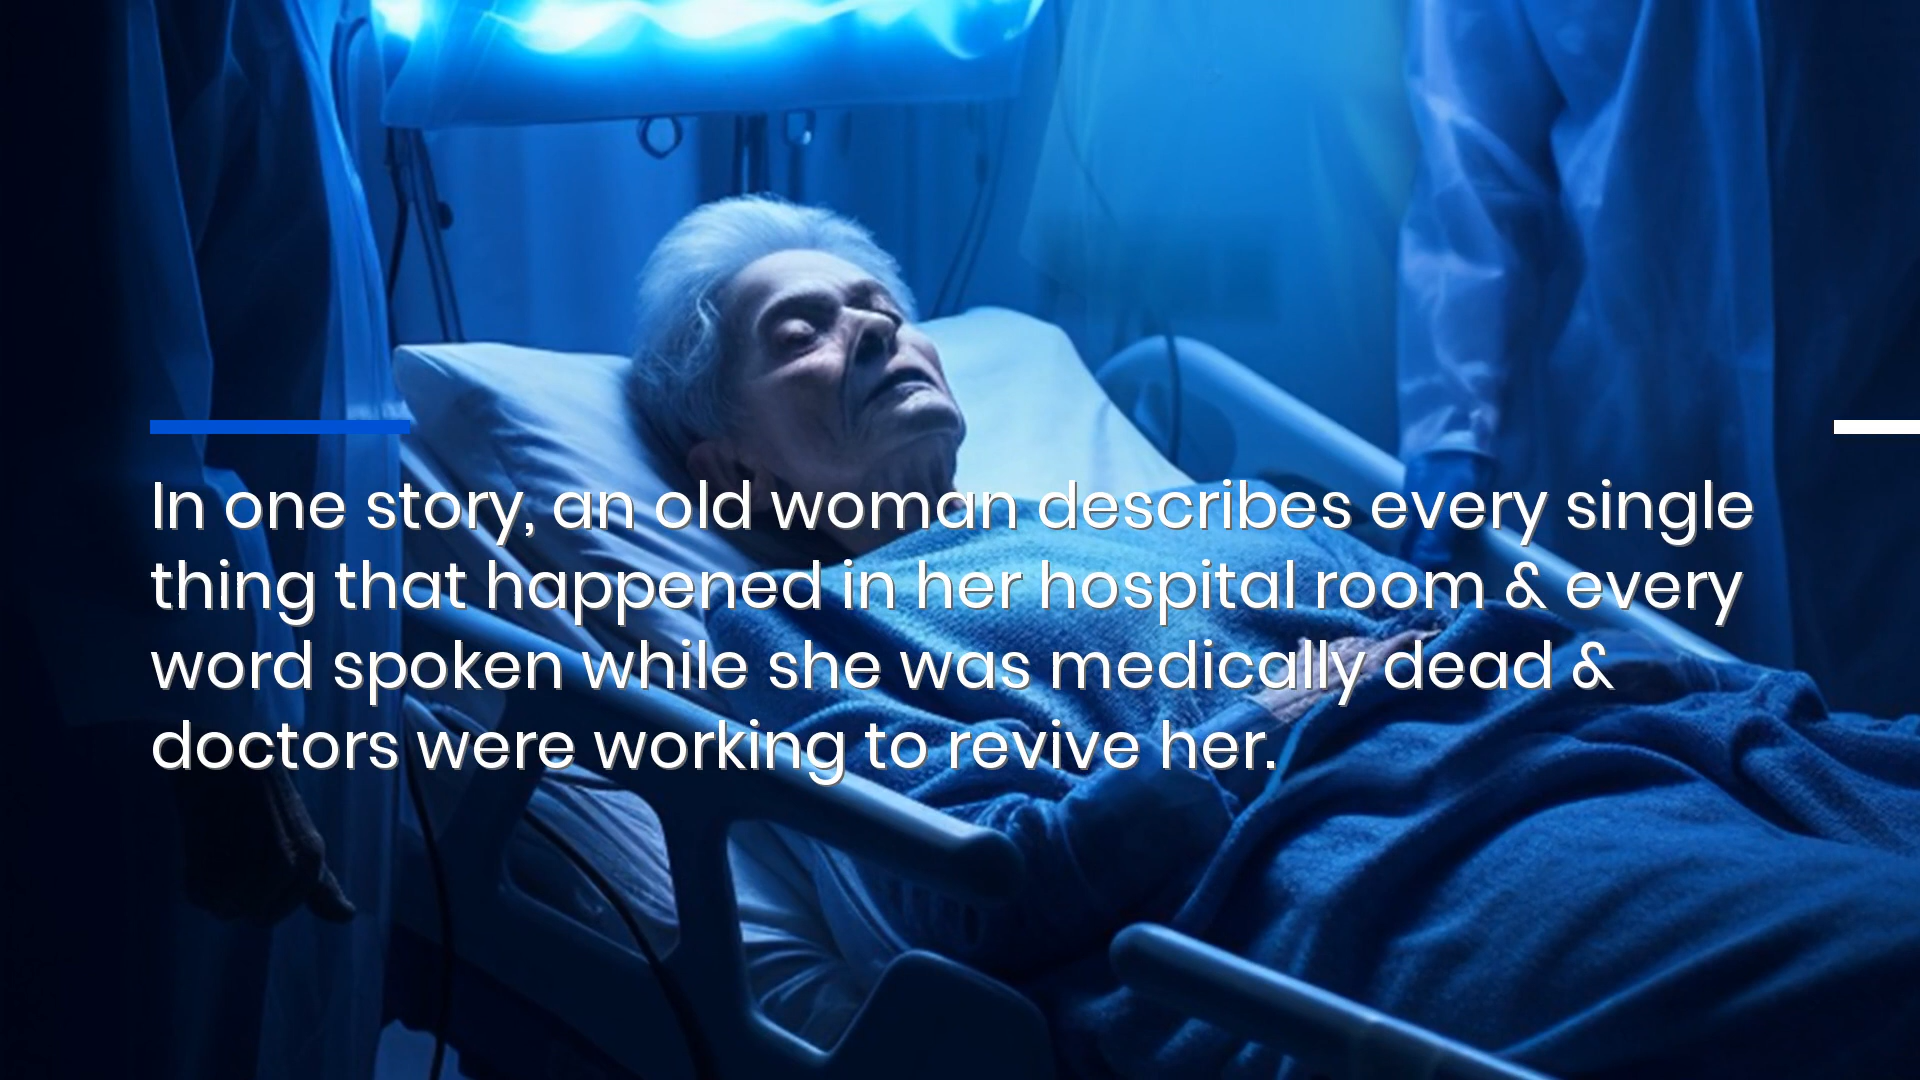 In one story, an old woman describes every single
thing that happened in her hospital room & every
word spoken while she was medically dead &
doctors were working to revive her.